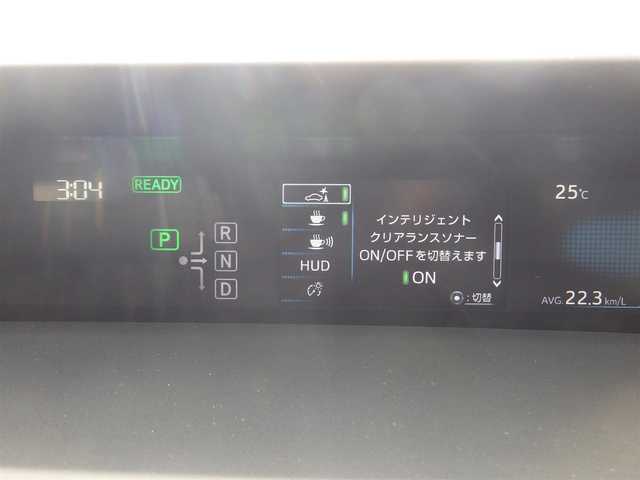 3:04
READY
P
R
N
D
HUD
インテリジェント
クリアランスソナー
ON/OFFを切替えます
ON
:切替
25℃
AVG.22.3 km/L